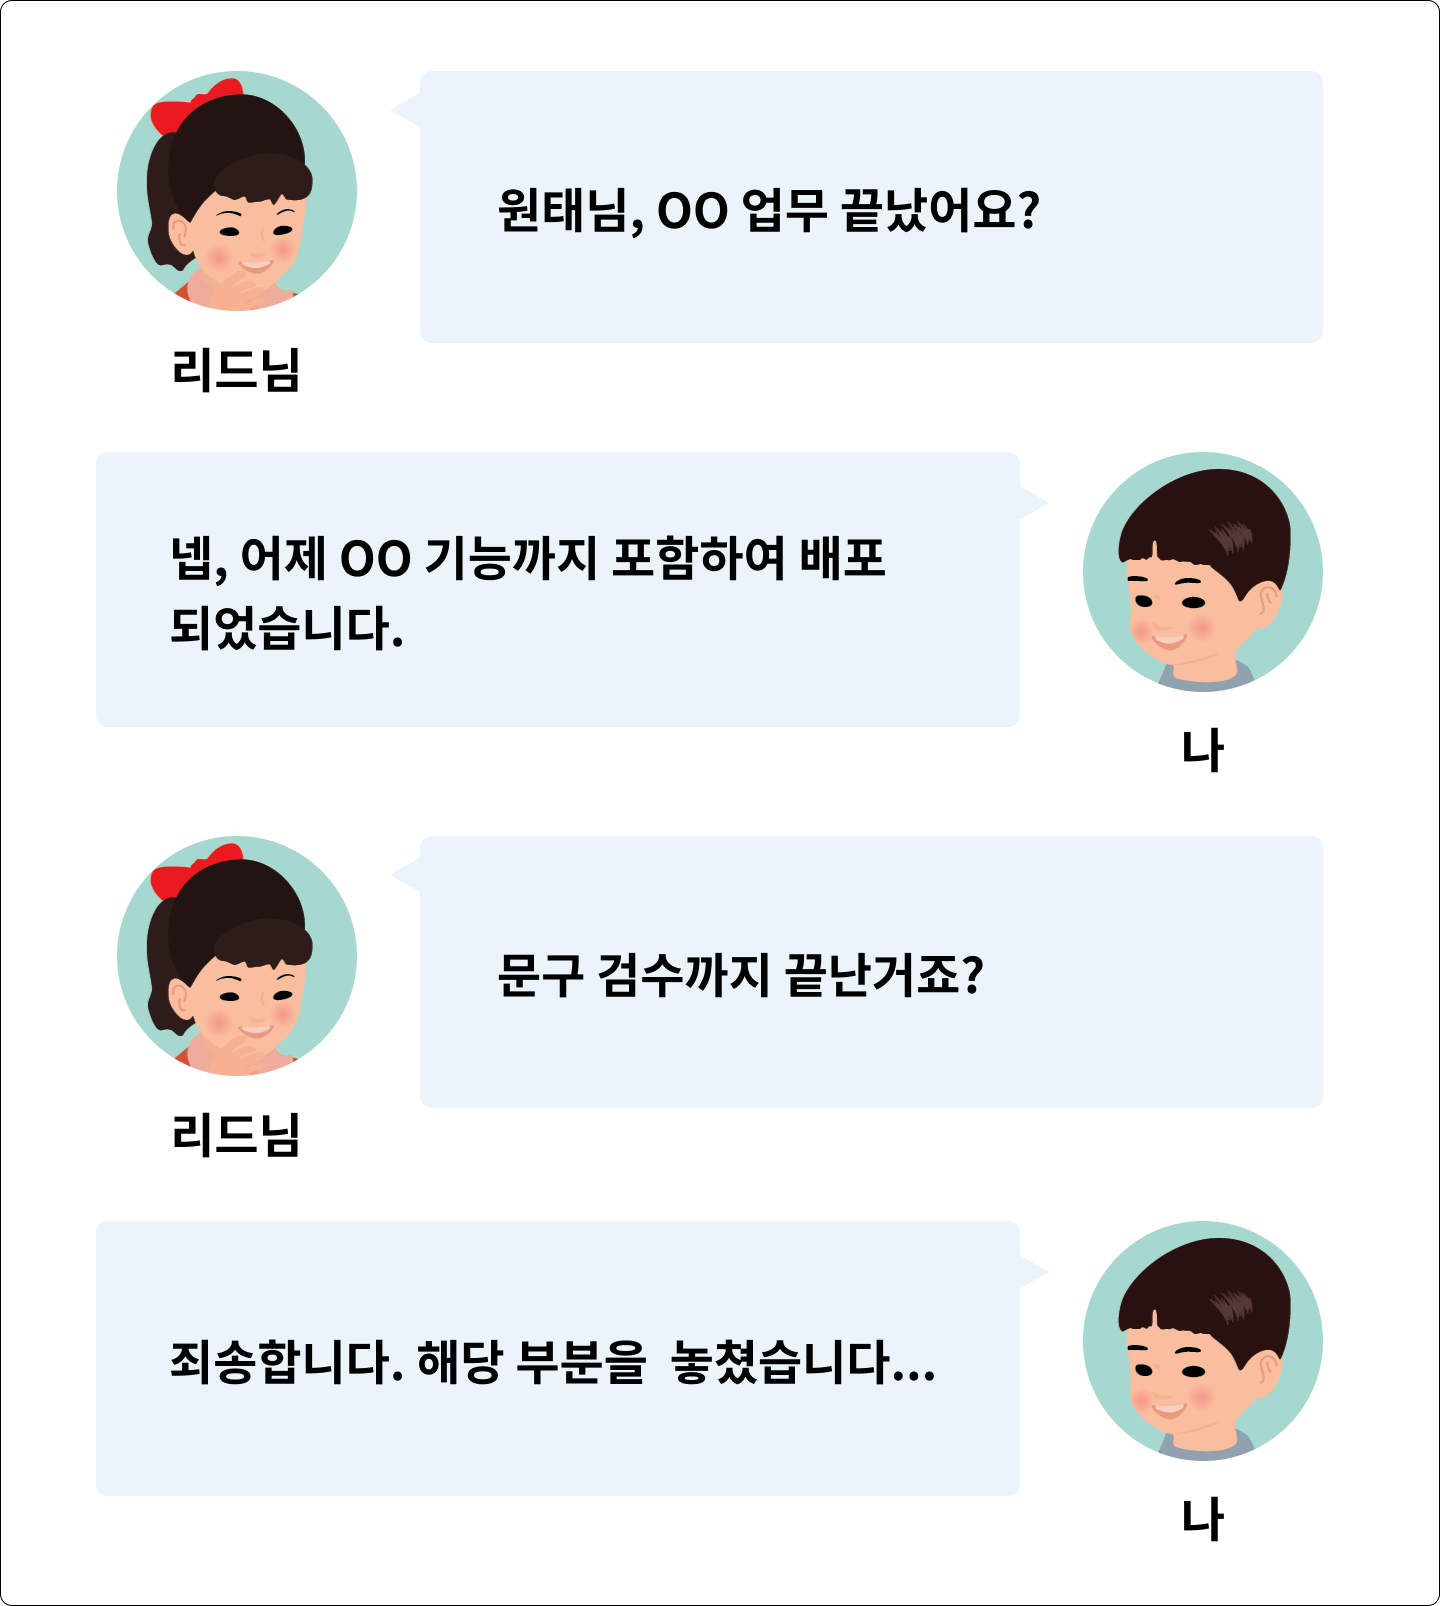 원태님, OO 업무 끝났어요?
리드님
넵, 어제 OO 기능까지 포함하여 배포
되었습니다.
나
문구 검수까지 끝난거죠?
리드님
죄송합니다. 해당 부분을 놓쳤습니다...
나